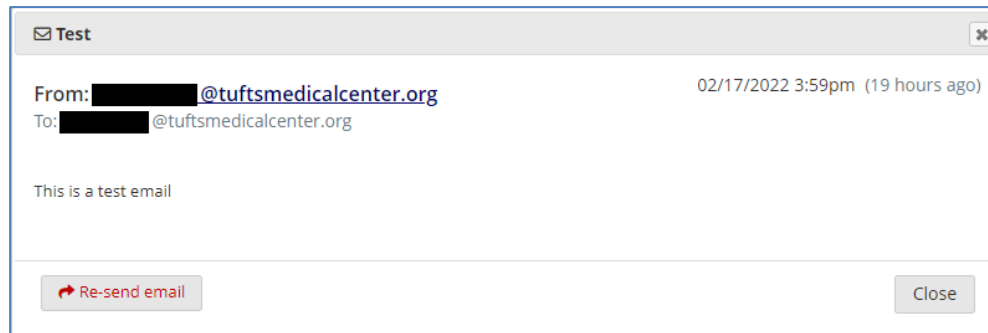 Test
From: @tuftsmedicalcenter.org 02/17/2022 3:59pm (19 hours ago)
To: @tuftsmedicalcenter.org
This is a test email
Re-send email Close